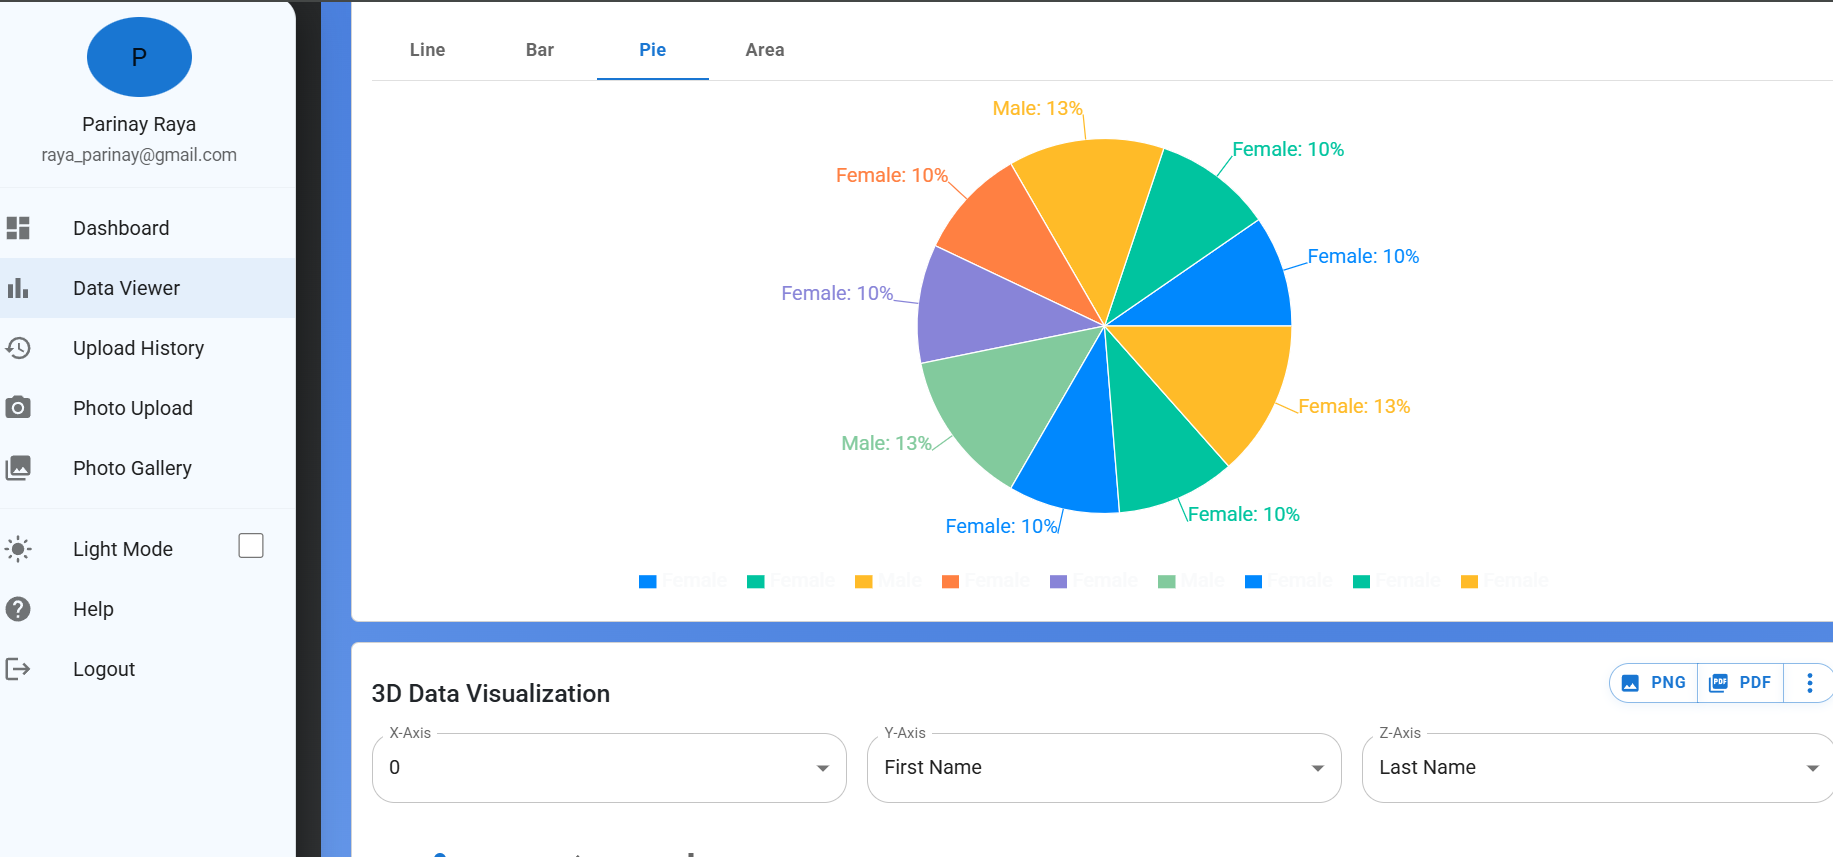 P
Parinay Raya
raya_parinay@gmail.com
Dashboard
Data Viewer
Upload History
Photo Upload
Photo Gallery
Light Mode
Help
Logout
Line Bar Pie Area
Male: 13%
Female: 10%
Female: 10%
Female: 10%
Female: 10%
Female: 13%
Male: 13%
Female: 10%
Female: 10%
Female Female Male Female Female Male Female Female Female
3D Data Visualization
PNG PDF PDF
X-Axis Y-Axis Z-Axis
0 First Name Last Name